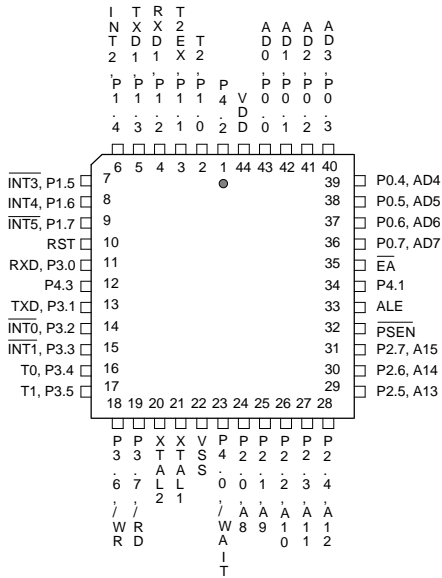 INT2, P1.4
TXD1, P1.3
RXD1, P1.2
T2EX, P1.1
T2, P1.0
P4.2
VDD
AD0, P0.0
AD1, P0.1
AD2, P0.2
AD3, P0.3
6 5 4 3 2 1 44 43 42 41 40
INT3, P1.5 7
INT4, P1.6 8
INT5, P1.7 9
RST 10
RXD, P3.0 11
P4.3 12
TXD, P3.1 13
INT0, P3.2 14
INT1, P3.3 15
T0, P3.4 16
T1, P3.5 17
39 P0.4, AD4
38 P0.5, AD5
37 P0.6, AD6
36 P0.7, AD7
35 EA
34 P4.1
33 ALE
32 PSEN
31 P2.7, A15
30 P2.6, A14
29 P2.5, A13
18 19 20 21 22 23 24 25 26 27 28
P3.6, /WR
P3.7, /RD
XTAL2
XTAL1
VSS
P4.0, /WAIT
P2.0, A8
P2.1, A9
P2.2, A10
P2.3, A11
P2.4, A12